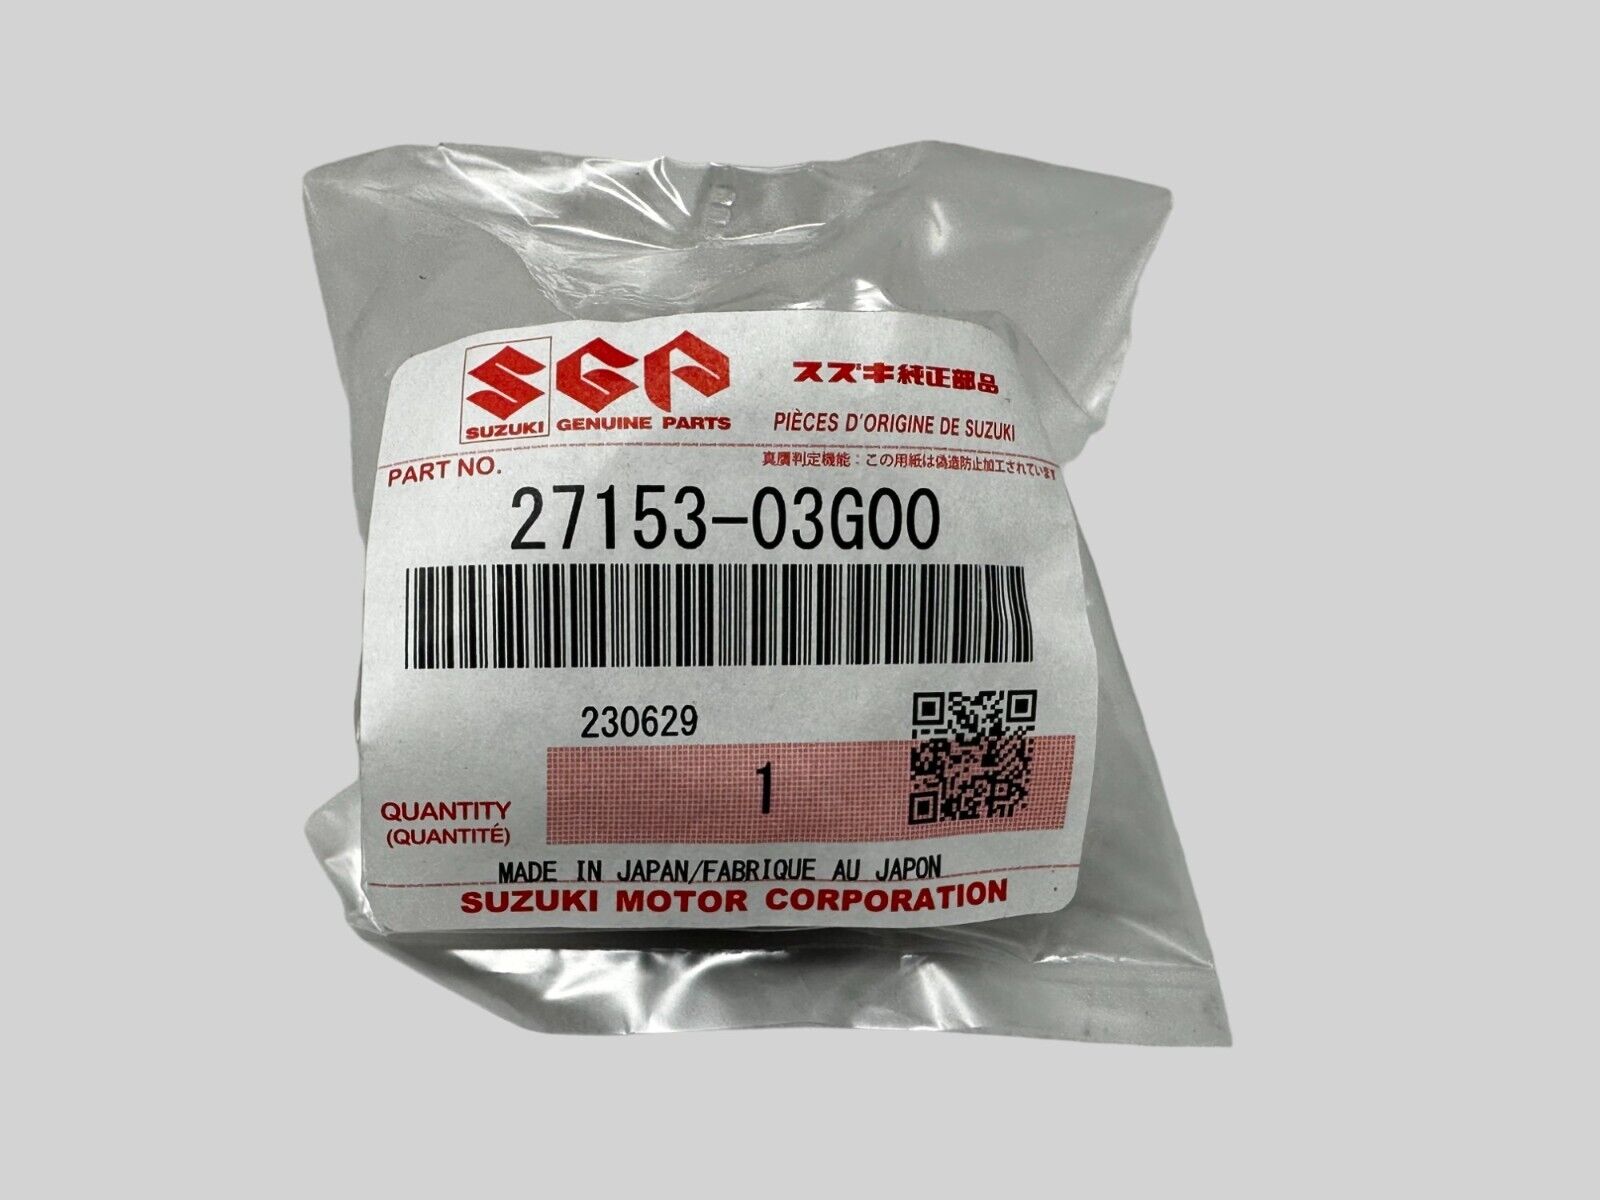 SGP
SUZUKI GENUINE PARTS
スズキ純正部品
PIÈCES D'ORIGINE DE SUZUKI
真贋判定機能：この用紙は偽造防止加工されています
PART NO.
27153-03G00
230629
1
QUANTITY
(QUANTITÉ)
MADE IN JAPAN/FABRIQUE AU JAPON
SUZUKI MOTOR CORPORATION